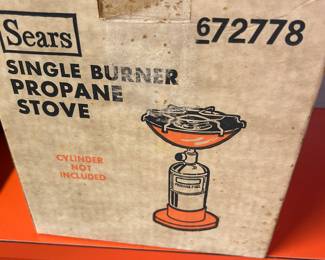 Sears
672778
SINGLE BURNER
PROPANE
STOVE
CYLINDER
NOT
INCLUDED